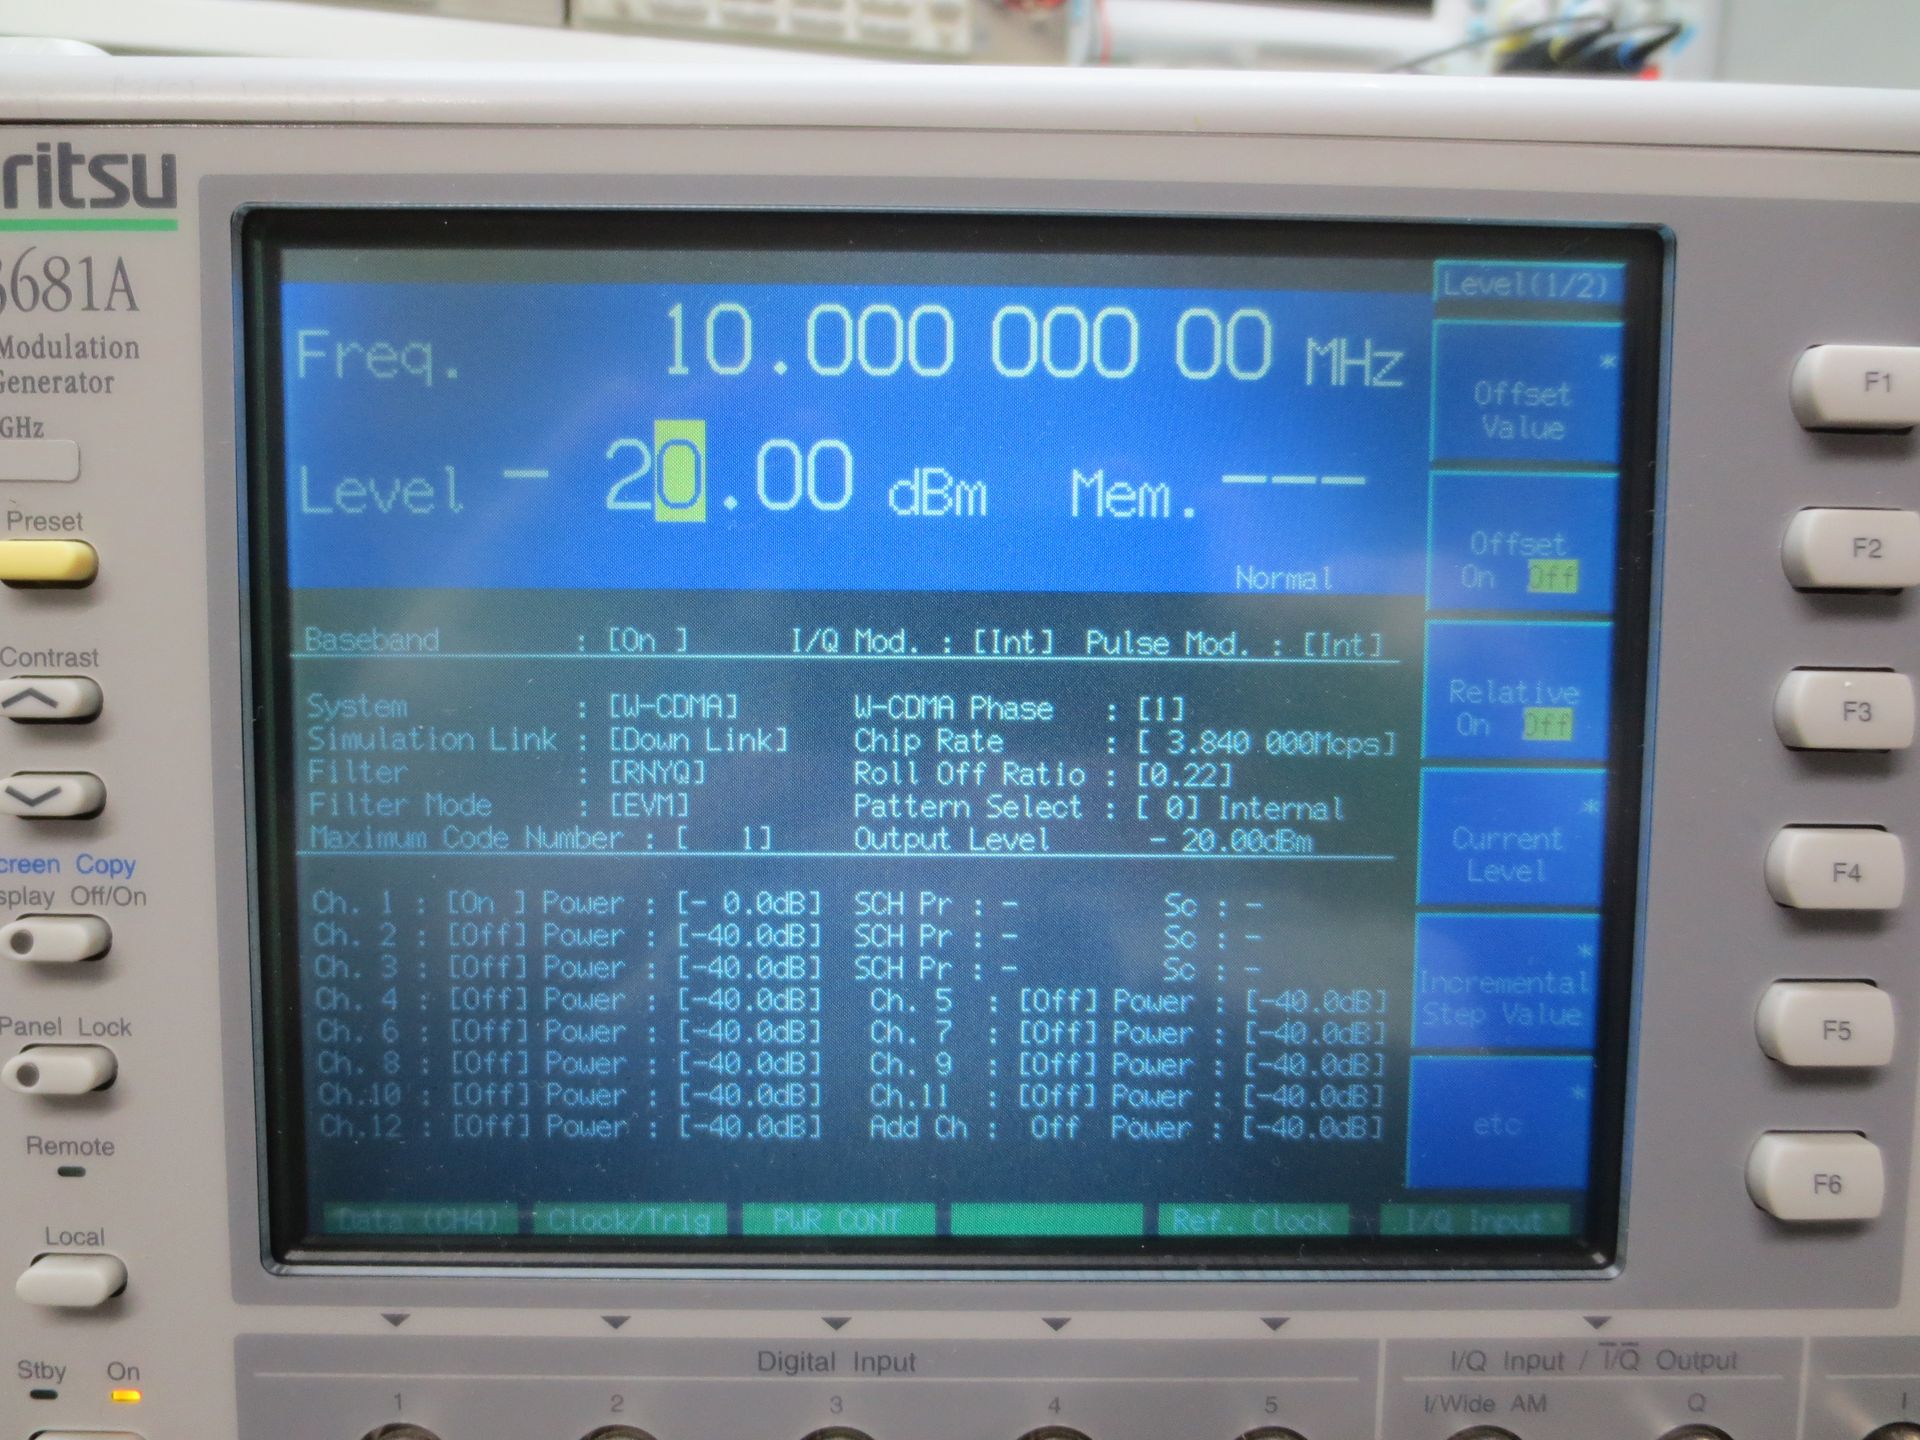 ritsu
681A
Modulation
Generator
GHz
Preset
Contrast
creen Copy
splay Off/On
Panel Lock
Remote
Local
Stby On
Freq. 10.000 000 00 MHz
Level - 20.00 dBm Mem. ---
Normal
Baseband : [On ] I/Q Mod. : [Int] Pulse Mod. : [Int]
System : [W-CDMA] W-CDMA Phase : [1]
Simulation Link : [Down Link] Chip Rate : [ 3.840 000Mcps]
Filter : [RNYQ] Roll Off Ratio : [0.22]
Filter Mode : [EVM] Pattern Select : [ 0] Internal
Maximum Code Number : [ 1] Output Level - 20.00dBm
Ch. 1 : [On ] Power : [- 0.0dB] SCH Pr : - Sc : -
Ch. 2 : [Off] Power : [-40.0dB] SCH Pr : - Sc : -
Ch. 3 : [Off] Power : [-40.0dB] SCH Pr : - Sc : -
Ch. 4 : [Off] Power : [-40.0dB] Ch. 5 : [Off] Power : [-40.0dB]
Ch. 6 : [Off] Power : [-40.0dB] Ch. 7 : [Off] Power : [-40.0dB]
Ch. 8 : [Off] Power : [-40.0dB] Ch. 9 : [Off] Power : [-40.0dB]
Ch.10 : [Off] Power : [-40.0dB] Ch.11 : [Off] Power : [-40.0dB]
Ch.12 : [Off] Power : [-40.0dB] Add Ch : Off Power : [-40.0dB]
Data (CH4) Clock/Trig PWR CONT Ref. Clock I/Q Input*
Level(1/2)
*
Offset
Value
Offset
On Off
Relative
On Off
*
Current
Level
*
Incremental
Step Value
*
etc
F1
F2
F3
F4
F5
F6
Digital Input
1 2 3 4 5
I/Q Input / I/Q Output
I/Wide AM Q I